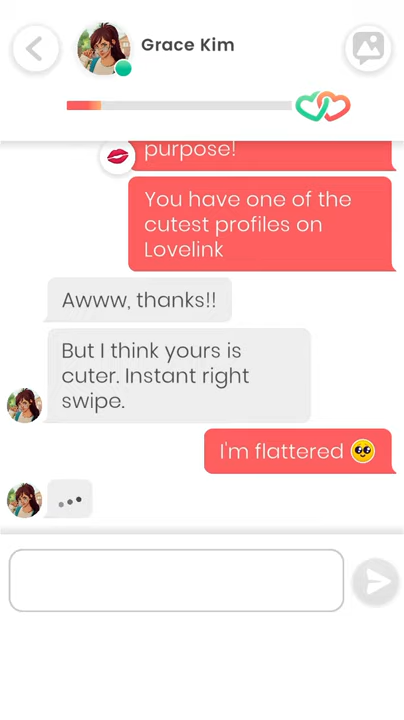 Grace Kim
purpose!
You have one of the
cutest profiles on
Lovelink
Awww, thanks!!
But I think yours is
cuter. Instant right
swipe.
I'm flattered 🥺